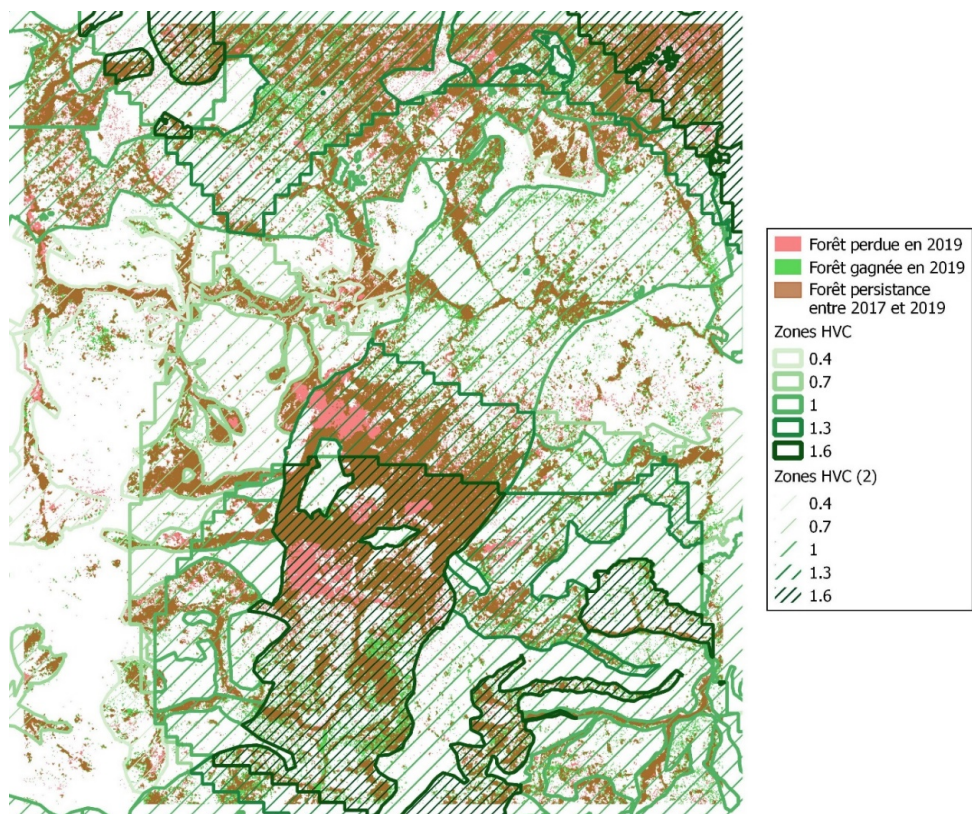 Forêt perdue en 2019
Forêt gagnée en 2019
Forêt persistance
entre 2017 et 2019
Zones HVC
0.4
0.7
1
1.3
1.6
Zones HVC (2)
0.4
0.7
1
1.3
1.6